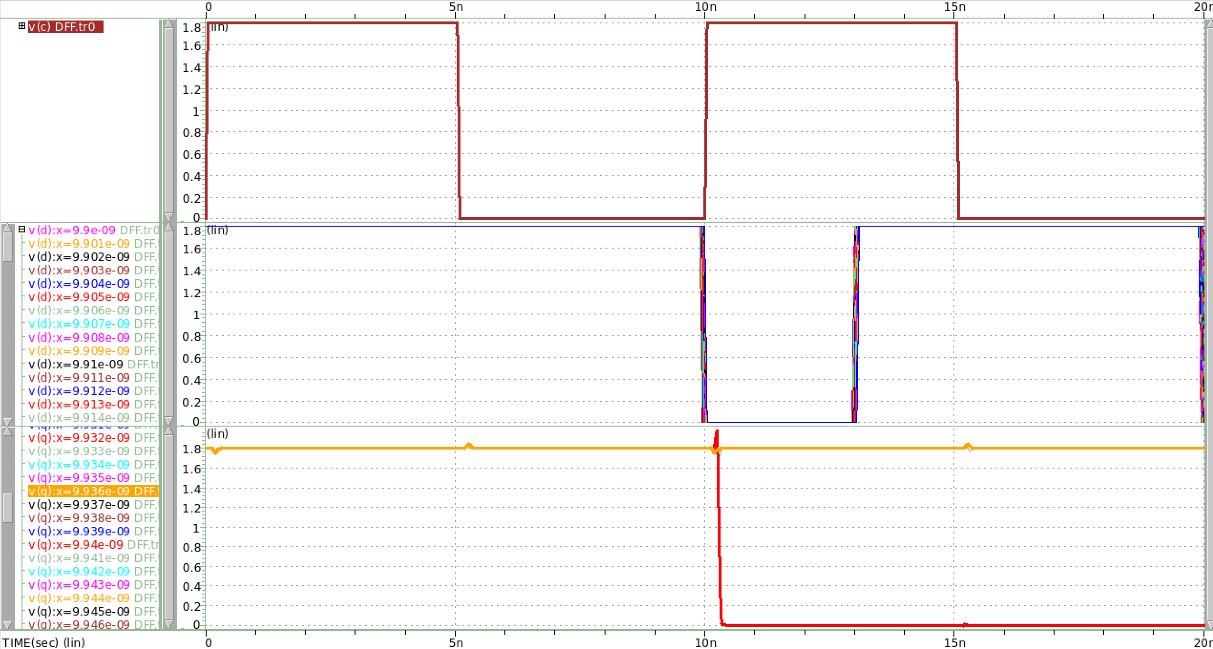 0 5n 10n 15n 20n
v(c) DFF.tr0
(lin)
1.8
1.6
1.4
1.2
1
0.8
0.6
0.4
0.2
0
v(d):x=9.9e-09 DFF.tr0
v(d):x=9.901e-09 DFF.
v(d):x=9.902e-09 DFF.
v(d):x=9.903e-09 DFF.
v(d):x=9.904e-09 DFF.
v(d):x=9.905e-09 DFF.
v(d):x=9.906e-09 DFF.
v(d):x=9.907e-09 DFF.
v(d):x=9.908e-09 DFF.
v(d):x=9.909e-09 DFF.
v(d):x=9.91e-09 DFF.tr
v(d):x=9.911e-09 DFF.
v(d):x=9.912e-09 DFF.
v(d):x=9.913e-09 DFF.
v(d):x=9.914e-09 DFF.
(lin)
1.8
1.6
1.4
1.2
1
0.8
0.6
0.4
0.2
0
v(q):x=9.932e-09 DFF.
v(q):x=9.933e-09 DFF.
v(q):x=9.934e-09 DFF.
v(q):x=9.935e-09 DFF.
v(q):x=9.936e-09 DFF.
v(q):x=9.937e-09 DFF.
v(q):x=9.938e-09 DFF.
v(q):x=9.939e-09 DFF.
v(q):x=9.94e-09 DFF.tr
v(q):x=9.941e-09 DFF.
v(q):x=9.942e-09 DFF.
v(q):x=9.943e-09 DFF.
v(q):x=9.944e-09 DFF.
v(q):x=9.945e-09 DFF.
v(q):x=9.946e-09 DFF.
(lin)
1.8
1.6
1.4
1.2
1
0.8
0.6
0.4
0.2
0
TIME(sec) (lin)
0 5n 10n 15n 20n